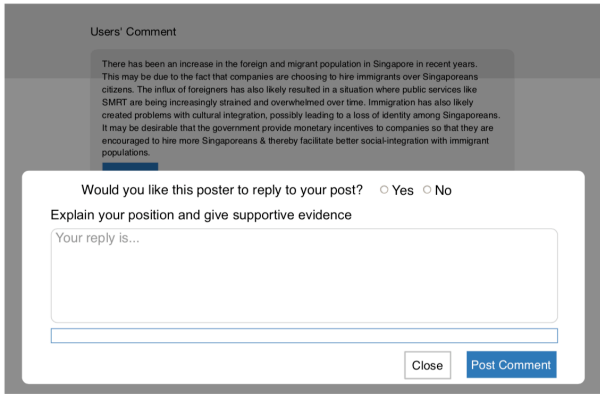 Users' Comment
There has been an increase in the foreign and migrant population in Singapore in recent years.
This may be due to the fact that companies are choosing to hire immigrants over Singaporeans
citizens. The influx of foreigners has also likely resulted in a situation where public services like
SMRT are being increasingly strained and overwhelmed over time. Immigration has also likely
created problems with cultural integration, possibly leading to a loss of identity among Singaporeans.
It may be desirable that the government provide monetary incentives to companies so that they are
encouraged to hire more Singaporeans & thereby facilitate better social-integration with immigrant
populations.
Would you like this poster to reply to your post? Yes No
Explain your position and give supportive evidence
Your reply is...
Close Post Comment